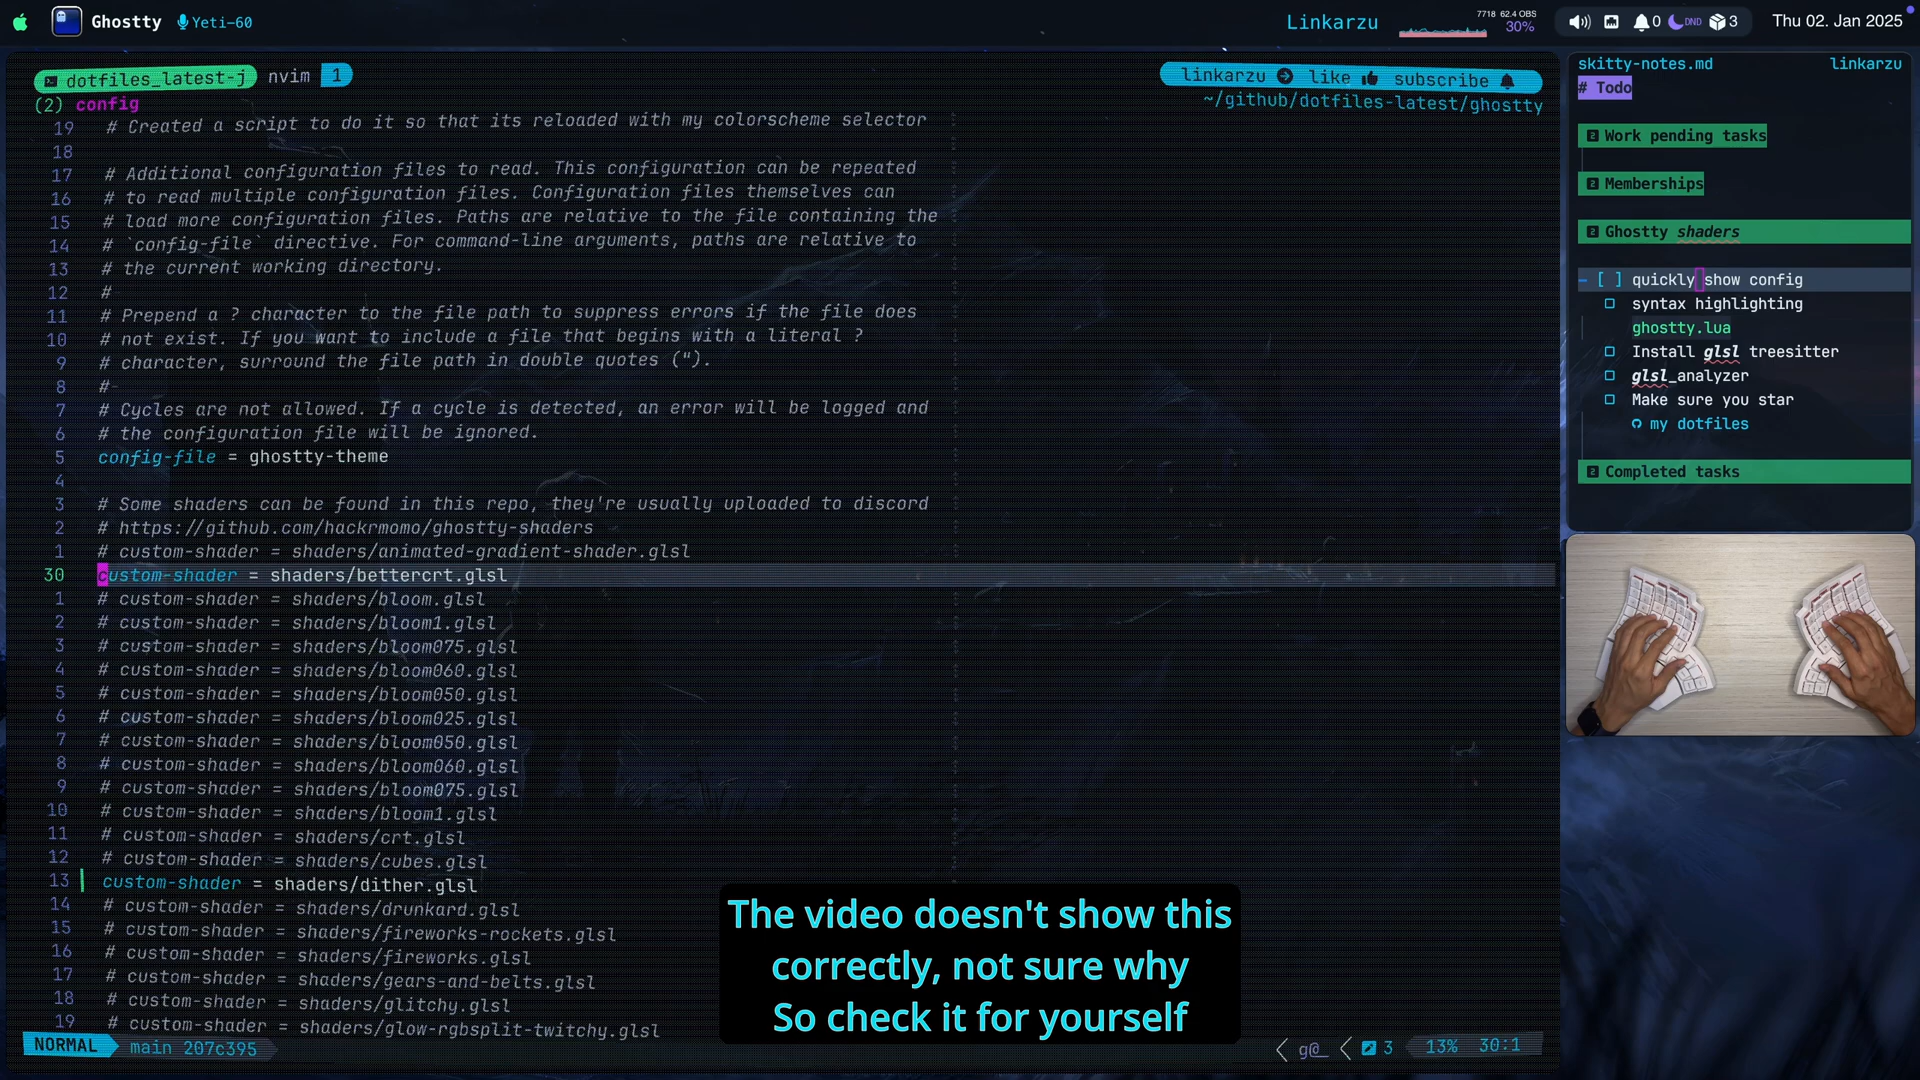 Ghostty Yeti-60
Linkarzu
7718 62.4 OBS
30%
0 DND 3 Thu 02. Jan 2025
dotfiles_latest-j nvim 1
linkarzu like subscribe
(2) config
~/github/dotfiles-latest/ghostty
19 # Created a script to do it so that its reloaded with my colorscheme selector
18
17 # Additional configuration files to read. This configuration can be repeated
16 # to read multiple configuration files. Configuration files themselves can
15 # load more configuration files. Paths are relative to the file containing the
14 # `config-file` directive. For command-line arguments, paths are relative to
13 # the current working directory.
12 #
11 # Prepend a ? character to the file path to suppress errors if the file does
10 # not exist. If you want to include a file that begins with a literal ?
9 # character, surround the file path in double quotes (").
8 #
7 # Cycles are not allowed. If a cycle is detected, an error will be logged and
6 # the configuration file will be ignored.
5 config-file = ghostty-theme
4
3 # Some shaders can be found in this repo, they're usually uploaded to discord
2 # https://github.com/hackrmomo/ghostty-shaders
1 # custom-shader = shaders/animated-gradient-shader.glsl
30 custom-shader = shaders/bettercrt.glsl
1 # custom-shader = shaders/bloom.glsl
2 # custom-shader = shaders/bloom1.glsl
3 # custom-shader = shaders/bloom075.glsl
4 # custom-shader = shaders/bloom060.glsl
5 # custom-shader = shaders/bloom050.glsl
6 # custom-shader = shaders/bloom025.glsl
7 # custom-shader = shaders/bloom050.glsl
8 # custom-shader = shaders/bloom060.glsl
9 # custom-shader = shaders/bloom075.glsl
10 # custom-shader = shaders/bloom1.glsl
11 # custom-shader = shaders/crt.glsl
12 # custom-shader = shaders/cubes.glsl
13 custom-shader = shaders/dither.glsl
14 # custom-shader = shaders/drunkard.glsl
15 # custom-shader = shaders/fireworks-rockets.glsl
16 # custom-shader = shaders/fireworks.glsl
17 # custom-shader = shaders/gears-and-belts.glsl
18 # custom-shader = shaders/glitchy.glsl
19 # custom-shader = shaders/glow-rgbsplit-twitchy.glsl
NORMAL main 207c395
g@_ 3 13% 30:1
The video doesn't show this
correctly, not sure why
So check it for yourself
skitty-notes.md linkarzu
# Todo
2 Work pending tasks
2 Memberships
2 Ghostty shaders
- [ ] quickly show config
syntax highlighting
ghostty.lua
Install glsl treesitter
glsl_analyzer
Make sure you star
my dotfiles
2 Completed tasks